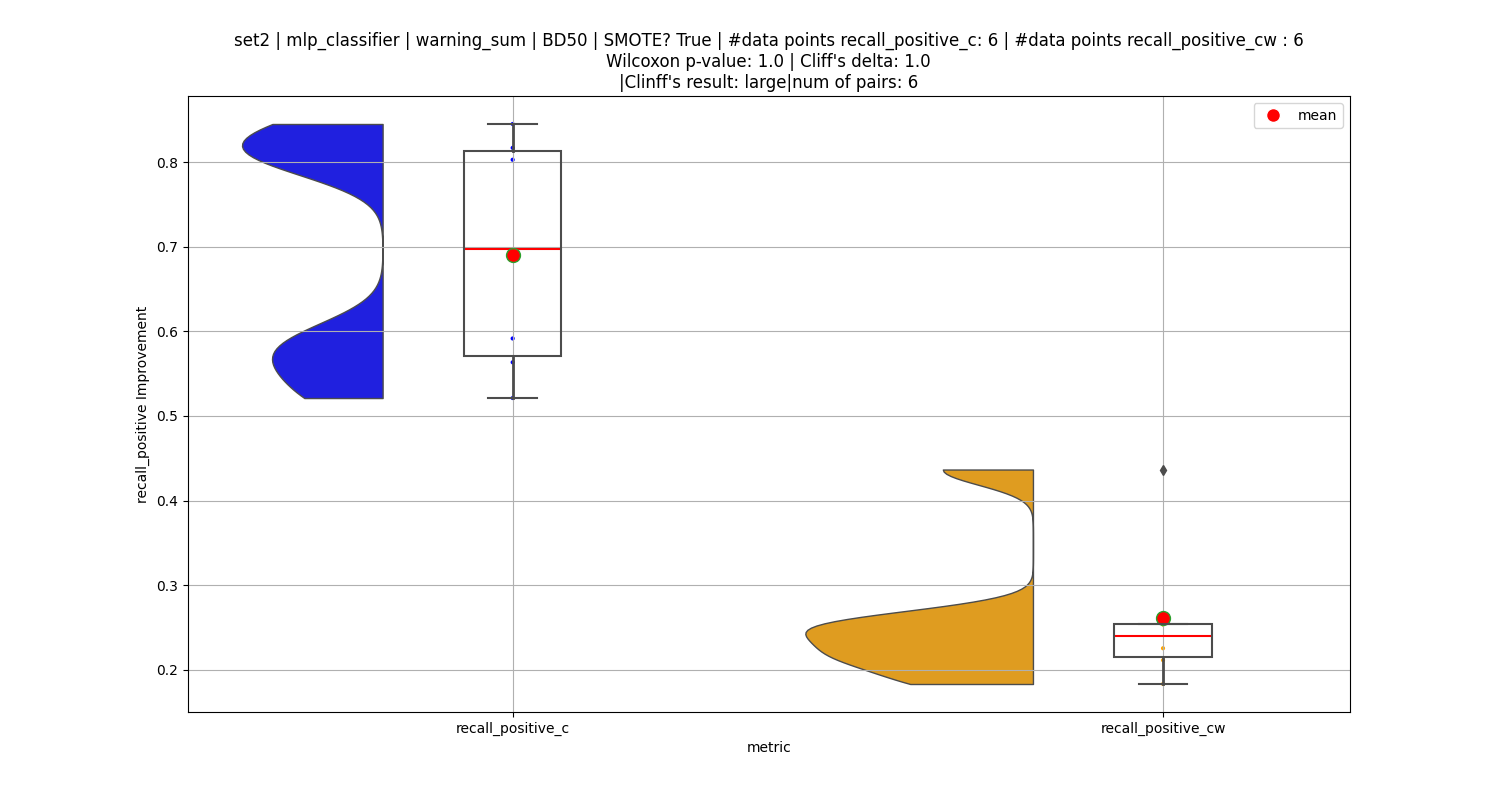 set2 | mlp_classifier | warning_sum | BD50 | SMOTE? True | #data points recall_positive_c: 6 | #data points recall_positive_cw : 6
Wilcoxon p-value: 1.0 | Cliff's delta: 1.0
|Clinff's result: large|num of pairs: 6
mean
0.8
0.7
0.6
0.5
0.4
0.3
0.2
recall_positive Improvement
recall_positive_c
recall_positive_cw
metric